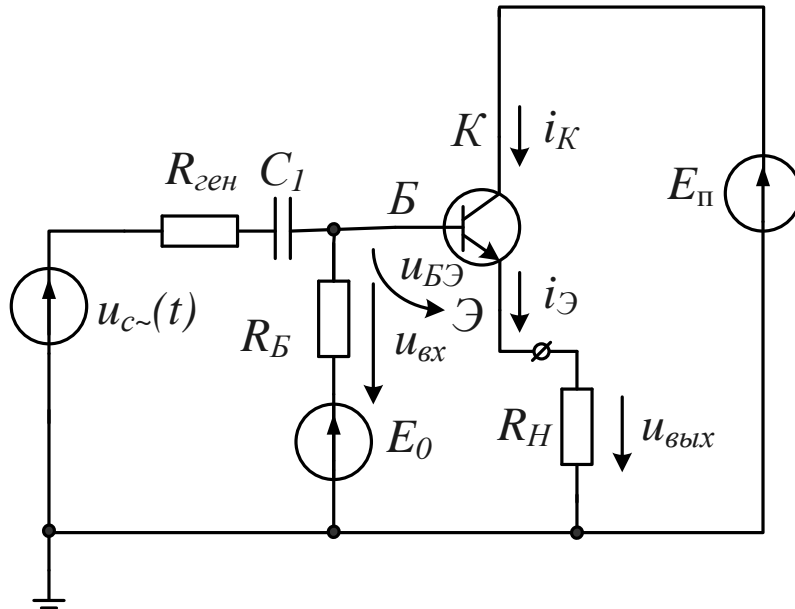 К
i_К
R_ген
C_1
E_п
Б
u_БЭ
Э
i_Э
u_c~(t)
R_Б
u_вх
E_0
R_Н
u_вых